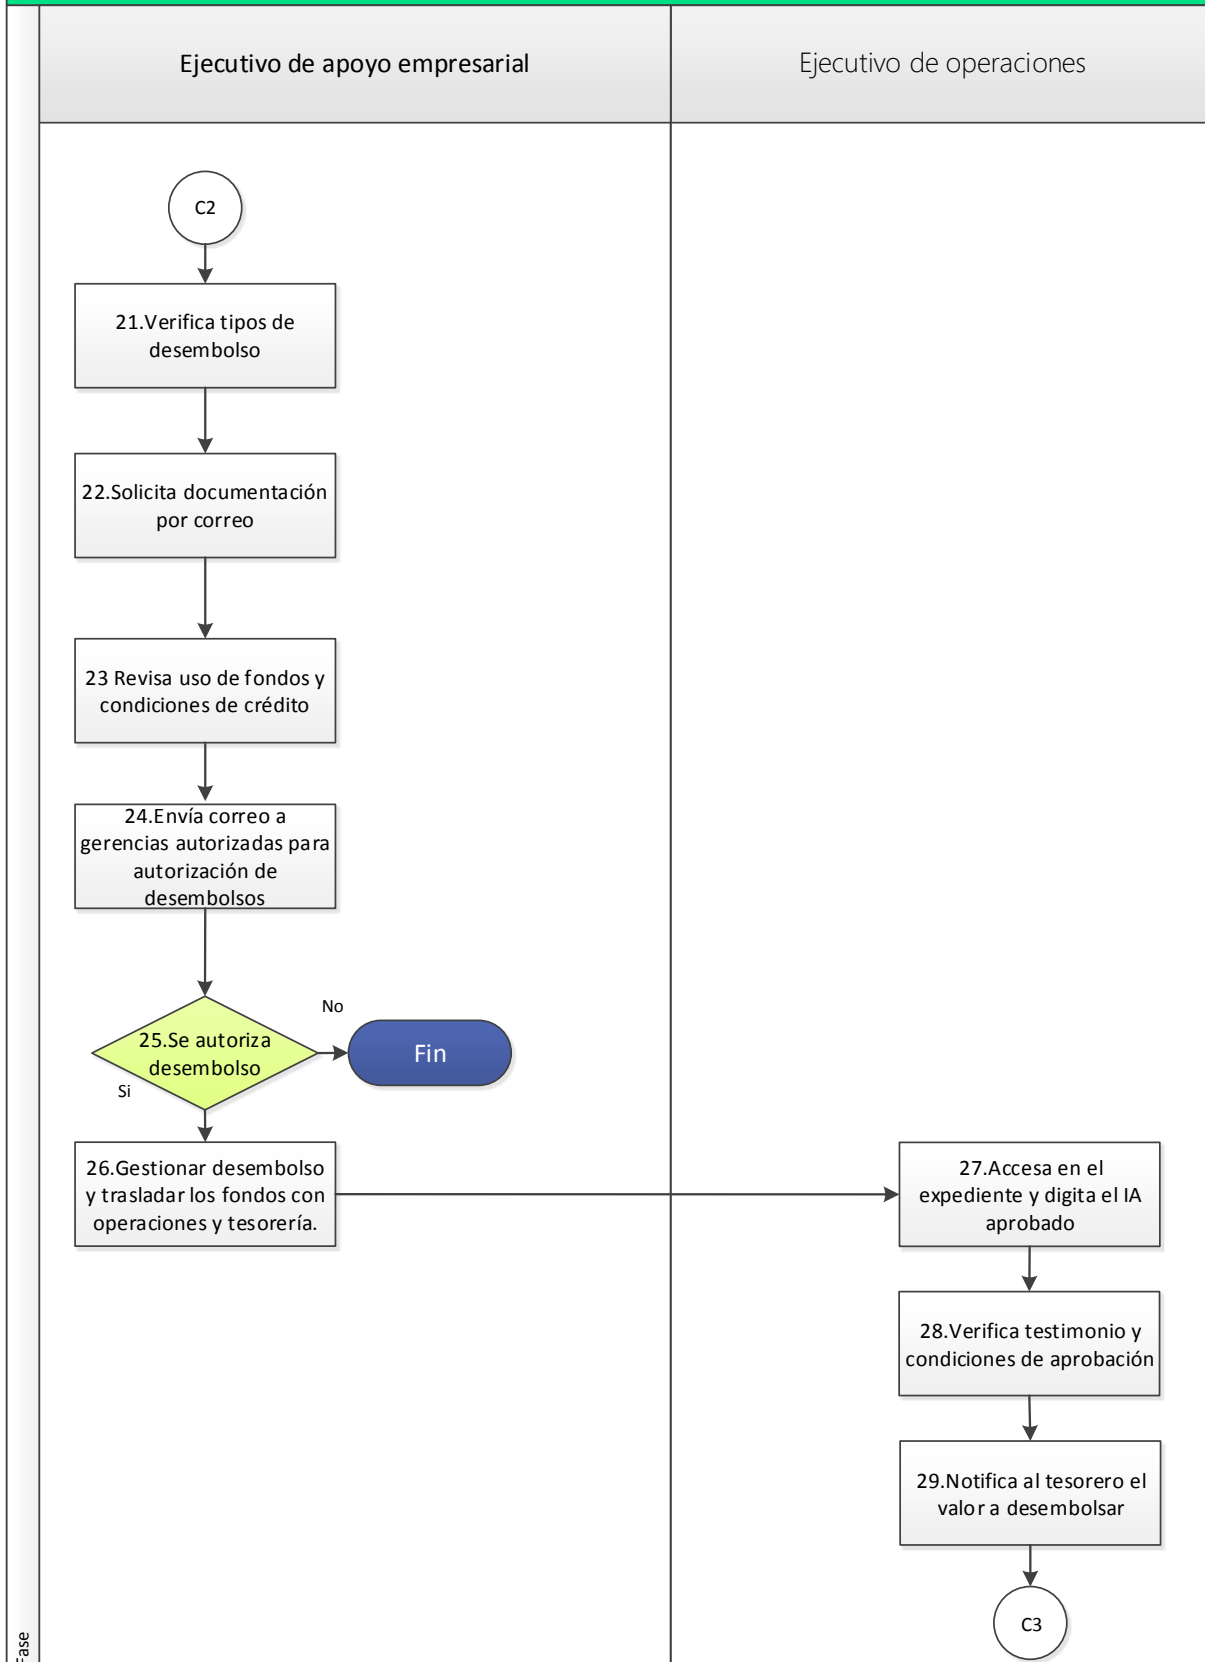 Ejecutivo de apoyo empresarial
Ejecutivo de operaciones
C2
21.Verifica tipos de
desembolso
22.Solicita documentación
por correo
23 Revisa uso de fondos y
condiciones de crédito
24.Envía correo a
gerencias autorizadas para
autorización de
desembolsos
25.Se autoriza
desembolso
No
Fin
Si
26.Gestionar desembolso
y trasladar los fondos con
operaciones y tesorería.
27.Accesa en el
expediente y digita el IA
aprobado
28.Verifica testimonio y
condiciones de aprobación
29.Notifica al tesorero el
valor a desembolsar
C3
Fase